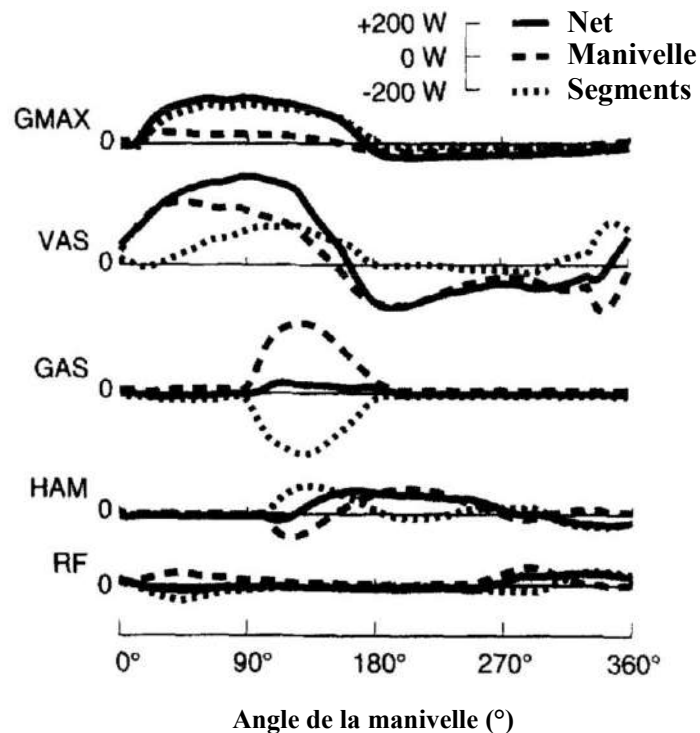 +200 W Net
0 W Manivelle
-200 W Segments
GMAX 0
VAS 0
GAS 0
HAM 0
RF 0
0° 90° 180° 270° 360°
Angle de la manivelle (°)